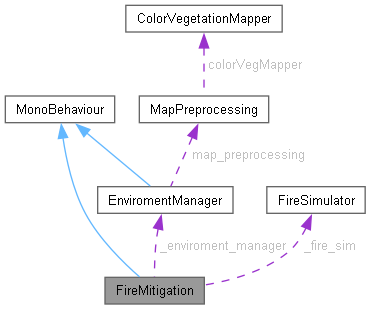 ColorVegetationMapper
colorVegMapper
MonoBehaviour
MapPreprocessing
map_preprocessing
EnviromentManager
FireSimulator
_enviroment_manager
_fire_sim
FireMitigation